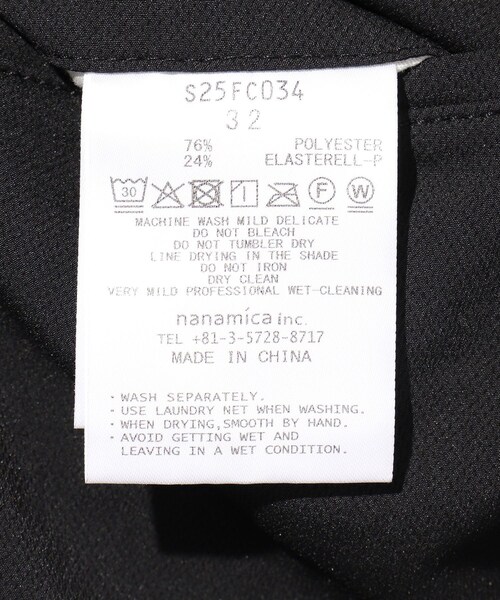 S25FC034
32
76% POLYESTER
24% ELASTERELL-P
30 F W
MACHINE WASH MILD DELICATE
DO NOT BLEACH
DO NOT TUMBLER DRY
LINE DRYING IN THE SHADE
DO NOT IRON
DRY CLEAN
VERY MILD PROFESSIONAL WET-CLEANING
nanamica inc.
TEL +81-3-5728-8717
MADE IN CHINA
・WASH SEPARATELY.
・USE LAUNDRY NET WHEN WASHING.
・WHEN DRYING,SMOOTH BY HAND.
・AVOID GETTING WET AND
LEAVING IN A WET CONDITION.